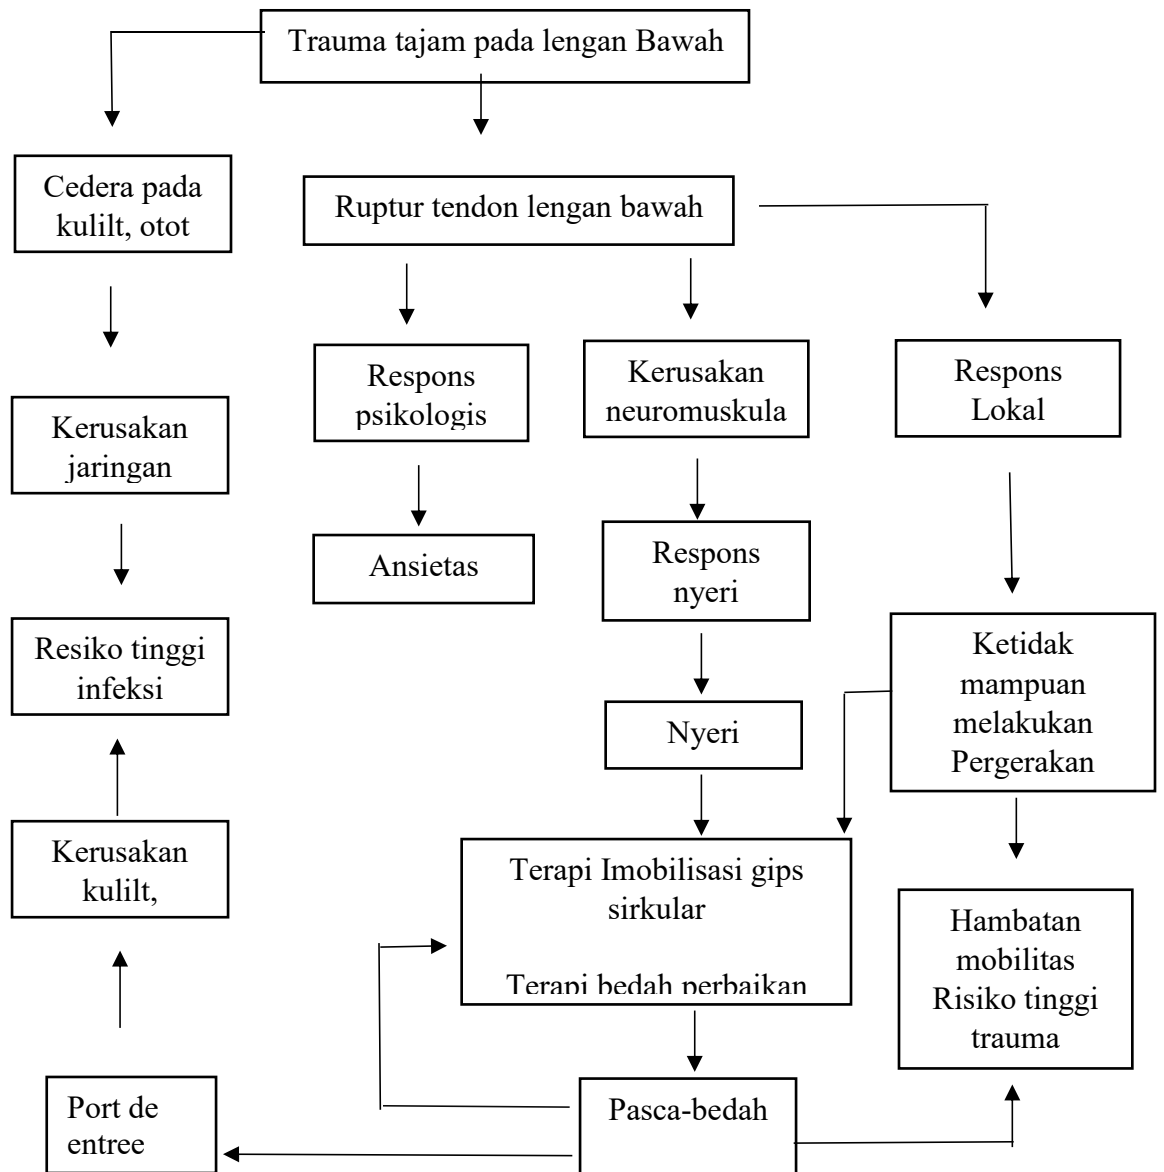 Trauma tajam pada lengan Bawah
Cedera pada
kulilt, otot
Ruptur tendon lengan bawah
Respons
psikologis
Kerusakan
neuromuskula
Respons
Lokal
Kerusakan
jaringan
Ansietas
Respons
nyeri
Resiko tinggi
infeksi
Ketidak
mampuan
melakukan
Pergerakan
Nyeri
Kerusakan
kulilt,
Terapi Imobilisasi gips
sirkular
Terapi bedah perbaikan
Hambatan
mobilitas
Risiko tinggi
trauma
Port de
entree
Pasca-bedah